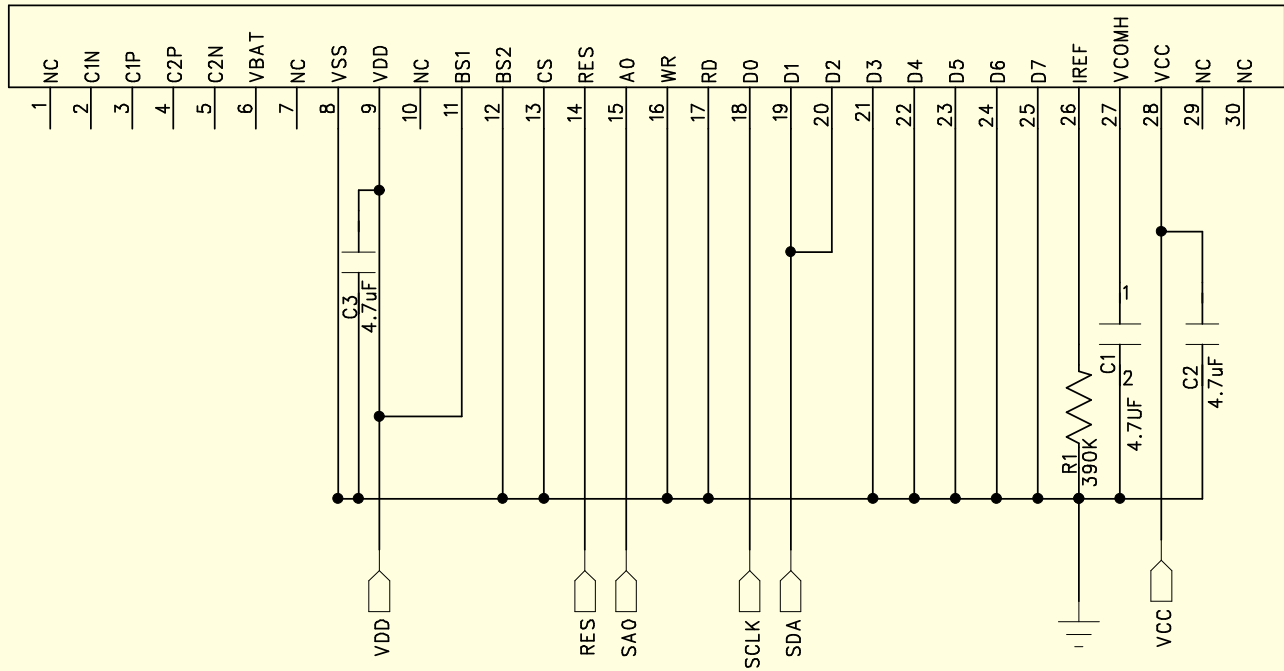 NC
C1N
C1P
C2P
C2N
VBAT
NC
VSS
VDD
NC
BS1
BS2
CS
RES
A0
WR
RD
D0
D1
D2
D3
D4
D5
D6
D7
IREF
VCOMH
VCC
NC
NC
1
2
3
4
5
6
7
8
9
10
11
12
13
14
15
16
17
18
19
20
21
22
23
24
25
26
27
28
29
30
C3
4.7uF
1
C1
2
4.7UF
C2
4.7uF
R1
390K
VDD
RES
SA0
SCLK
SDA
VCC